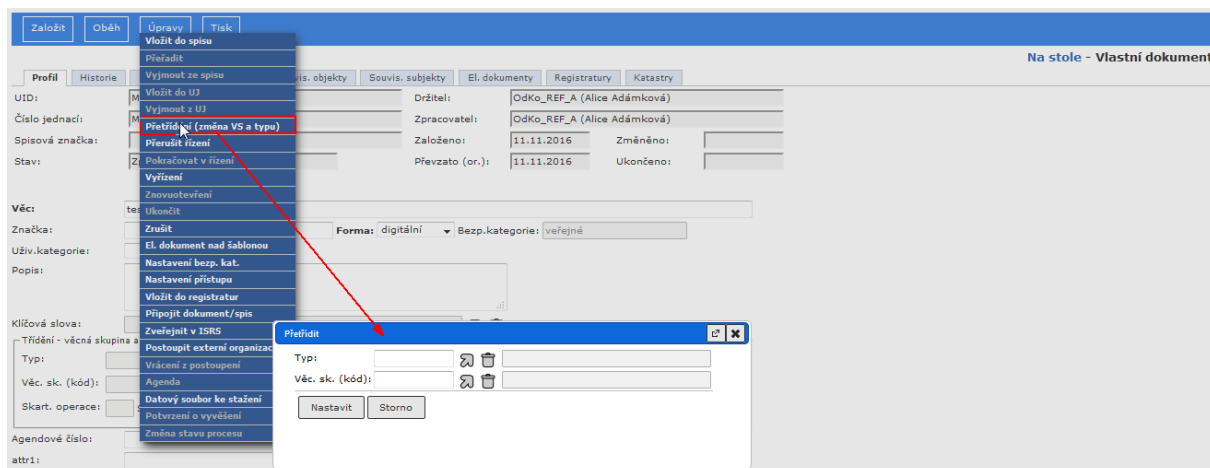 Založit Oběh Úpravy Tisk
Na stole - Vlastní dokument
Profil Historie vis. objekty Souvis. subjekty El. dokumenty Registratury Katastry
Vložit do spisu
Přeřadit
Vyjmout ze spisu
Vložit do UJ
Vyjmout z UJ
Přetřídění (změna VS a typu)
Přerušit řízení
Pokračovat v řízení
Vyřízení
Znovuotevření
Ukončit
Zrušit
El. dokument nad šablonou
Nastavení bezp. kat.
Nastavení přístupu
Vložit do registratur
Připojit dokument/spis
Zveřejnit v ISRS
Postoupit externí organizac
Vrácení z postoupení
Agenda
Datový soubor ke stažení
Potvrzení o vyvěšení
Změna stavu procesu
UID: M Držitel: OdKo_REF_A (Alice Adámková)
Číslo jednací: M Zpracovatel: OdKo_REF_A (Alice Adámková)
Spisová značka: Založeno: 11.11.2016 Změněno:
Stav: Z Převzato (or.): 11.11.2016 Ukončeno:
Věc: tes
Značka: Forma: digitální Bezp.kategorie: veřejné
Uživ.kategorie:
Popis:
Klíčová slova:
Třídění - věcná skupina a
Typ:
Věc. sk. (kód):
Skart. operace: S
Agendové číslo:
attr1:
Přetřídit
Typ:
Věc. sk. (kód):
Nastavit Storno